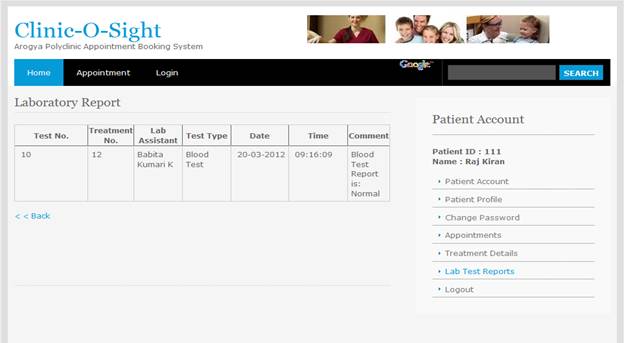 Clinic-O-Sight
Arogya Polyclinic Appointment Booking System
Home Appointment Login Google SEARCH
Laboratory Report
Test No. Treatment No. Lab Assistant Test Type Date Time Comment
10 12 Babita Kumari K Blood Test 20-03-2012 09:16:09 Blood Test Report is: Normal
< < Back
Patient Account
Patient ID : 111
Name : Raj Kiran
Patient Account
Patient Profile
Change Password
Appointments
Treatment Details
Lab Test Reports
Logout